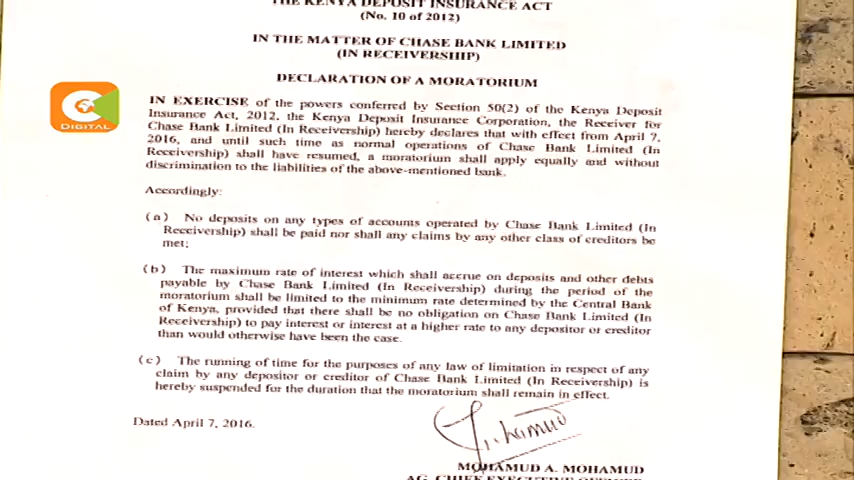 THE KENYA DEPOSIT INSURANCE ACT
(No. 10 of 2012)
IN THE MATTER OF CHASE BANK LIMITED
(IN RECEIVERSHIP)
DECLARATION OF A MORATORIUM
IN EXERCISE of the powers conferred by Section 50(2) of the Kenya Deposit
Insurance Act, 2012, the Kenya Deposit Insurance Corporation, the Receiver for
Chase Bank Limited (In Receivership) hereby declares that with effect from April 7,
2016, and until such time as normal operations of Chase Bank Limited (In
Receivership) shall have resumed, a moratorium shall apply equally and without
discrimination to the liabilities of the above-mentioned bank.
C
DIGITAL
Accordingly:
(a) No deposits on any types of accounts operated by Chase Bank Limited (In
Receivership) shall be paid nor shall any claims by any other class of creditors be
met;
(b) The maximum rate of interest which shall accrue on deposits and other debts
payable by Chase Bank Limited (In Receivership) during the period of the
moratorium shall be limited to the minimum rate determined by the Central Bank
of Kenya, provided that there shall be no obligation on Chase Bank Limited (In
Receivership) to pay interest or interest at a higher rate to any depositor or creditor
than would otherwise have been the case.
(c) The running of time for the purposes of any law of limitation in respect of any
claim by any depositor or creditor of Chase Bank Limited (In Receivership) is
hereby suspended for the duration that the moratorium shall remain in effect.
Dated April 7, 2016.
MOHAMUD A. MOHAMUD
AG. CHIEF EXECUTIVE OFFICER